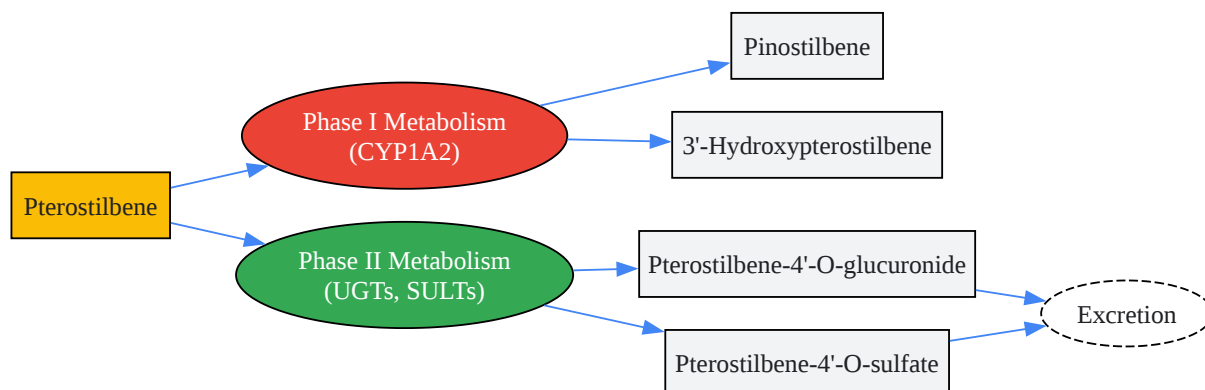 Pterostilbene
Phase I Metabolism
(CYP1A2)
Pinostilbene
3'-Hydroxypterostilbene
Phase II Metabolism
(UGTs, SULTs)
Pterostilbene-4'-O-glucuronide
Pterostilbene-4'-O-sulfate
Excretion